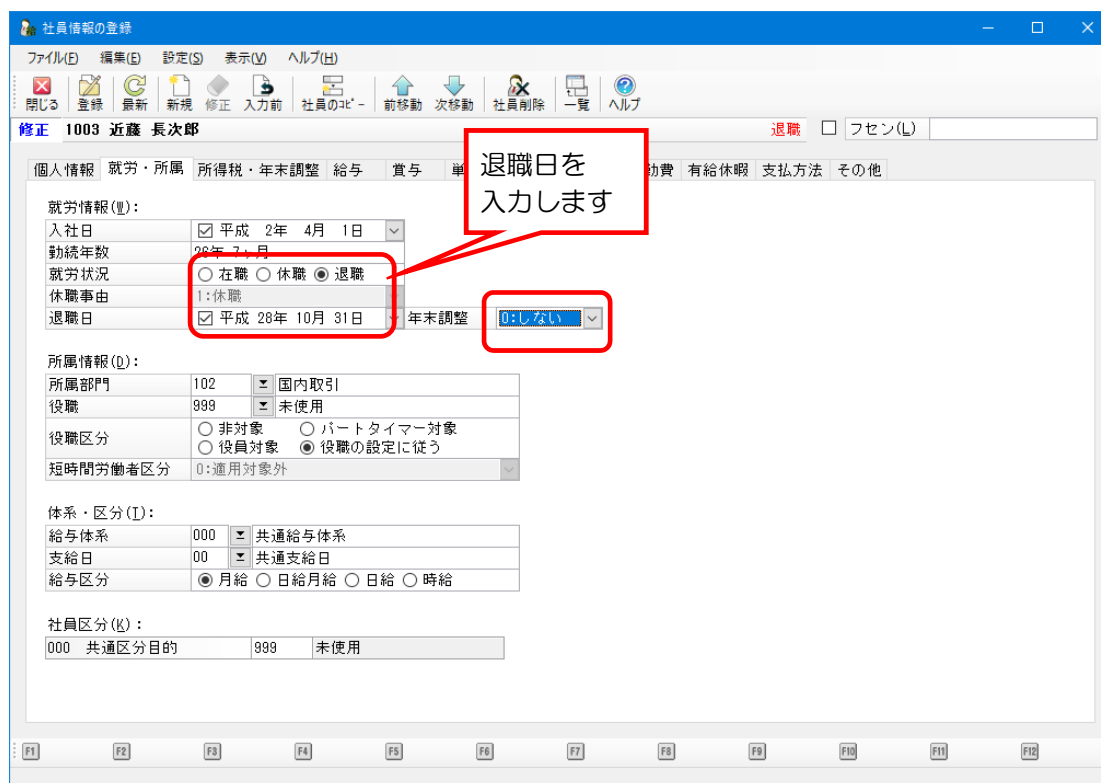 社員情報の登録
ファイル(F) 編集(E) 設定(S) 表示(V) ヘルプ(H)
閉じる 登録 最新 新規 修正 入力前 社員のｺﾋﾟｰ 前移動 次移動 社員削除 一覧 ヘルプ
修正 1003 近藤 長次郎 退職 フセン(L)
退職日を
入力します
個人情報 就労・所属 所得税・年末調整 給与 賞与 単 勤費 有給休暇 支払方法 その他
就労情報(W):
入社日 平成 2年 4月 1日
勤続年数 26年 7ヶ月
就労状況 在職 休職 退職
休職事由 1:休職
退職日 平成 28年 10月 31日 年末調整 0:しない
所属情報(D):
所属部門 102 国内取引
役職 999 未使用
役職区分 非対象 パートタイマー対象
役員対象 役職の設定に従う
短時間労働者区分 0:適用対象外
体系・区分(T):
給与体系 000 共通給与体系
支給日 00 共通支給日
給与区分 月給 日給月給 日給 時給
社員区分(K):
000 共通区分目的 999 未使用
F1 F2 F3 F4 F5 F6 F7 F8 F9 F10 F11 F12